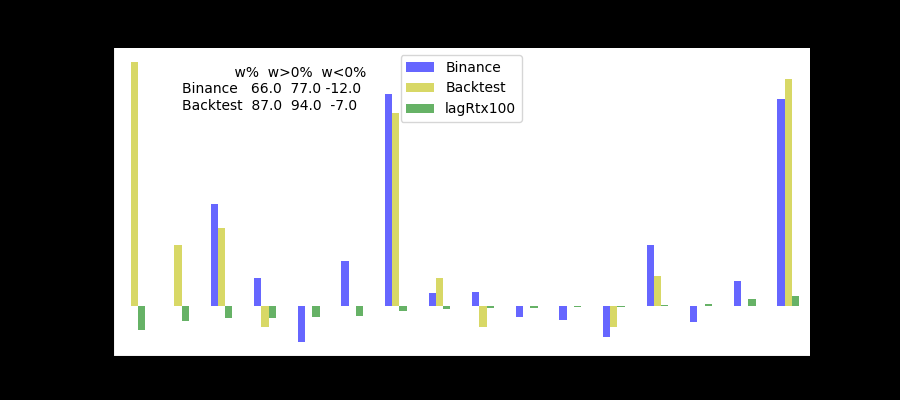 w%  w>0%  w<0%
Binance   66.0  77.0 -12.0
Backtest  87.0  94.0  -7.0
Binance
Backtest
lagRtx100